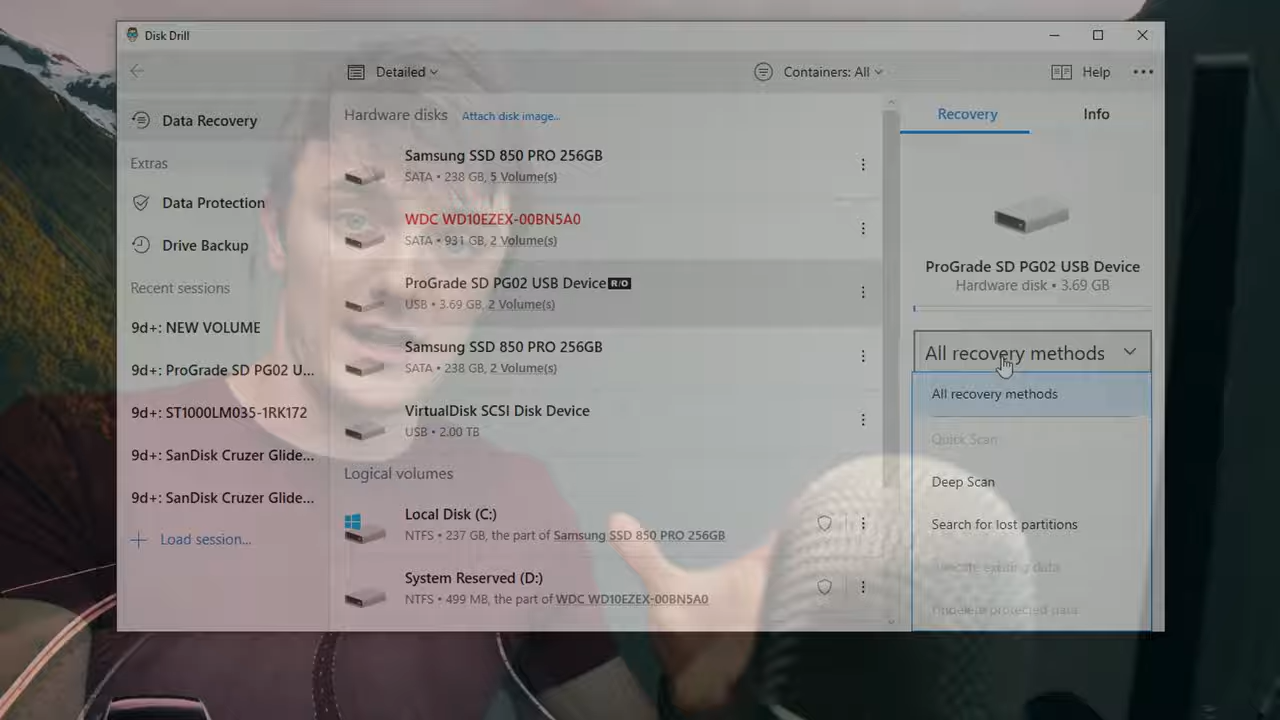 Disk Drill
Detailed
Containers: All
Help
Data Recovery
Extras
Data Protection
Drive Backup
Recent sessions
9d+: NEW VOLUME
9d+: ProGrade SD PG02 U...
9d+: ST1000LM035-1RK172
9d+: SanDisk Cruzer Glide...
9d+: SanDisk Cruzer Glide...
Load session...
Hardware disks Attach disk image...
Samsung SSD 850 PRO 256GB
SATA • 238 GB, 5 Volume(s)
WDC WD10EZEX-00BN5A0
SATA • 931 GB, 2 Volume(s)
ProGrade SD PG02 USB Device R/O
USB • 3.69 GB, 2 Volume(s)
Samsung SSD 850 PRO 256GB
SATA • 238 GB, 2 Volume(s)
VirtualDisk SCSI Disk Device
USB • 2.00 TB
Logical volumes
Local Disk (C:)
NTFS • 237 GB, the part of Samsung SSD 850 PRO 256GB
System Reserved (D:)
NTFS • 499 MB, the part of WDC WD10EZEX-00BN5A0
Recovery Info
ProGrade SD PG02 USB Device
Hardware disk • 3.69 GB
All recovery methods
All recovery methods
Quick Scan
Deep Scan
Search for lost partitions
existing data
Undelete protected data